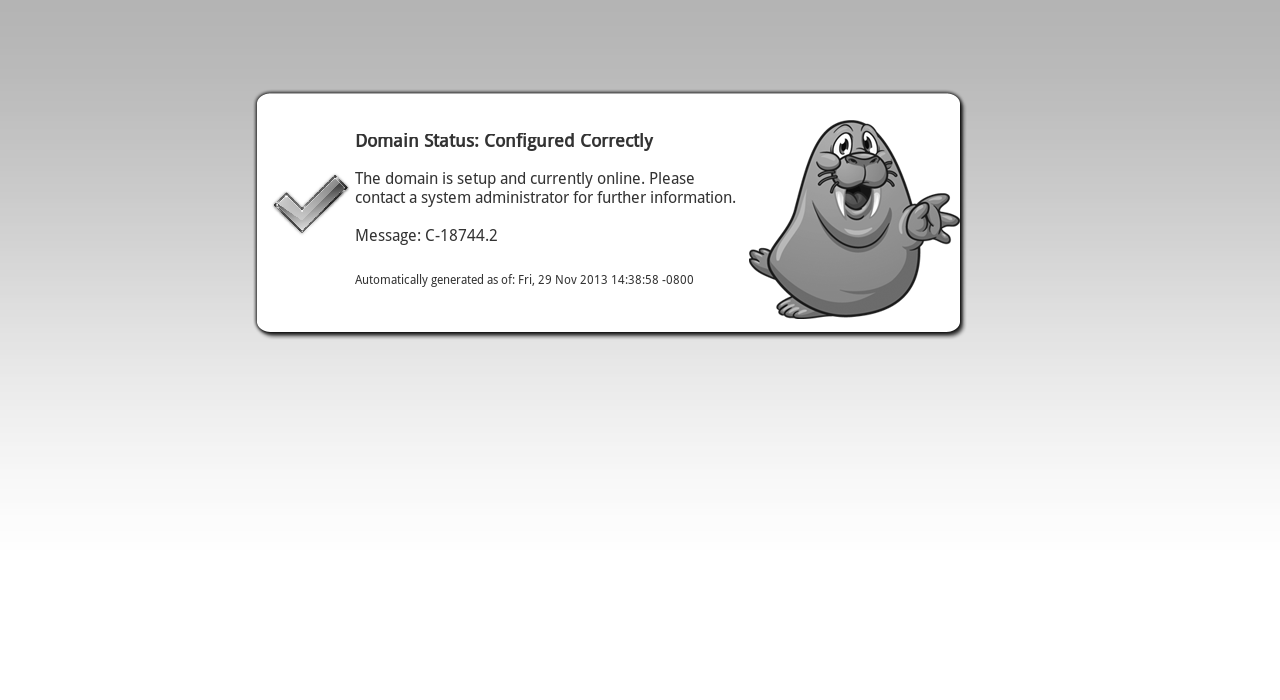 Domain Status: Configured Correctly
The domain is setup and currently online. Please
contact a system administrator for further information.
Message: C-18744.2
Automatically generated as of: Fri, 29 Nov 2013 14:38:58 -0800